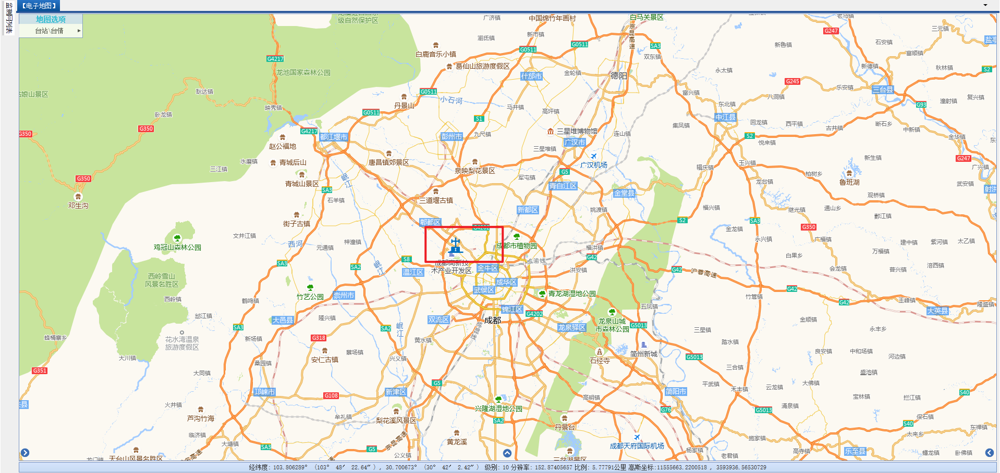 监测网列表
【电子地图】
地图选项
台站\台情
级自然保护区
广济镇
中国绵竹年画村
白马关景区
老马镇
G247
三元镇
盐亭
湔氐镇
新市镇
G0511
G0511
京昆高速
SA3
双东镇
新鲁镇
石安镇
富顺镇
白鹿音乐小镇
葛仙山旅游度假区
G4217
龙池国家森林公园
什邡市
金轮镇
德阳
永太镇
新德镇
秋林镇
S2
G245
乐安镇
三台县
姑娘山景区
耿达镇
G0511
小石河
丹景山
马井镇
高坪镇
富兴镇
八洞镇
东北镇
潼射镇
复兴镇
G93
卧龙镇
映秀镇
G0511
S1
中江县
回龙镇
西平镇
古井镇
断石乡
中新镇
集凤镇
G350
G350
G4217
都江堰市
彭州市
九尺镇
三星堆博物馆
广汉市
连山镇
S2
悦来镇
金华镇
赵公福地
三星堆镇
广汉机场
水磨镇
青城后山
唐昌镇郊景区
泉映梨花景区
G5
辑庆镇
玉兴镇
新生镇
G247
广兴镇
三江镇
G350
青城山景区
岷江
军屯镇
青白江区
柏树乡
鲁班湖
龙台镇
武安镇
射洪
SA3
石羊镇
三道堰古镇
金堂县
观桥镇
邓生沟
新都区
姚渡镇
福兴镇
继光镇
通山乡
郪江镇
街子古镇
郫都区
G4202
S2
SA3
G350
金龙镇
文井江镇
鸡冠山森林公园
西河
元通镇
梓潼镇
成都市植物园
福洪镇
永兴镇
广福镇
建中镇
紫河镇
太乙镇
万福镇
白果乡
SA3
SA2
岷江
S8
温江区
成都高新技
术产业开发区
金牛区
成渝线
G42
洪安镇
G42
沪蓉高速
会龙镇
普兴镇
涪西镇
西岭雪山
风景名胜区
西岭镇
竹艺公园
崇州市
武侯区
成华区
青龙湖湿地公园
G42
G42
竹篙镇
玉峰镇
隆盛镇
大英县
鹤鸣镇
五凤镇
邮江镇
大邑县
隆兴镇
双流区
锦江区
G4202
成都
龙泉山城
市森林公园
G5013
金顺镇
SA3
SA2
岷江
成昆线
龙泉驿区
三星镇
永丰乡
蜂桶寨乡
花水湾温泉
旅游度假区
新场镇
G318
黄水镇
踏水镇
大川镇
安仁古镇
蔡场镇
兴义镇
石经寺
简州新城
G5013
良安镇
中和场镇
河边镇
桑园镇
G351
大同镇
三合镇
盛池镇
G5
平武镇
禾丰镇
云龙镇
大佛镇
邛崃市
G108
新津区
简阳市
S40
县
火井镇
高明镇
宝林镇
拦江镇
芦沟竹海
兴隆湖湿地公园
G76
G5013
涌泉镇
牟礼镇
梨花溪风景区
SA2
丹景台
保石镇
S40
临济镇
黄龙溪
京昆高速
成都天府国际机场
施家镇
太来乡
东禅镇
大塘镇
SA3
G5
天台山风景名胜区
龙门镇
公义镇
三岔湖景区
杨家镇
老君镇
高寺镇
乐至县
蟠龙镇
卧佛镇
经纬度: 103.806289° (103° 48′ 22.64″), 30.700673° (30° 42′ 2.42″) 级别: 10 分辨率: 152.87405657 比例: 5.77791公里 高斯坐标:11555663.2200518 , 3593936.56530729